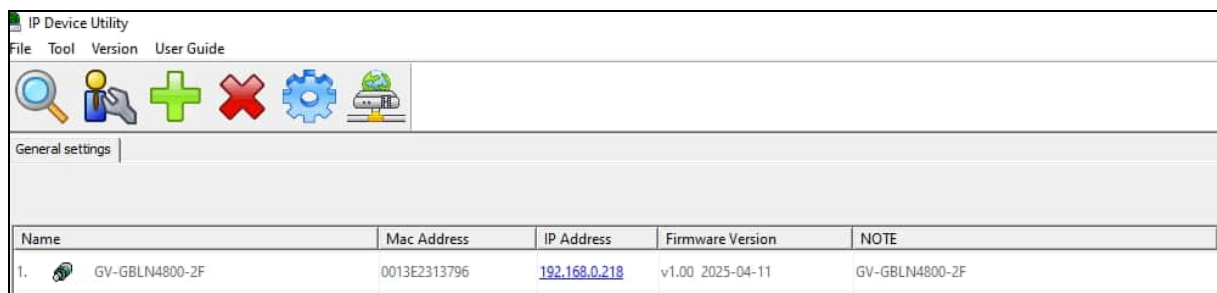 IP Device Utility
File Tool Version User Guide
General settings
Name Mac Address IP Address Firmware Version NOTE
1. GV-GBLN4800-2F 0013E2313796 192.168.0.218 v1.00 2025-04-11 GV-GBLN4800-2F